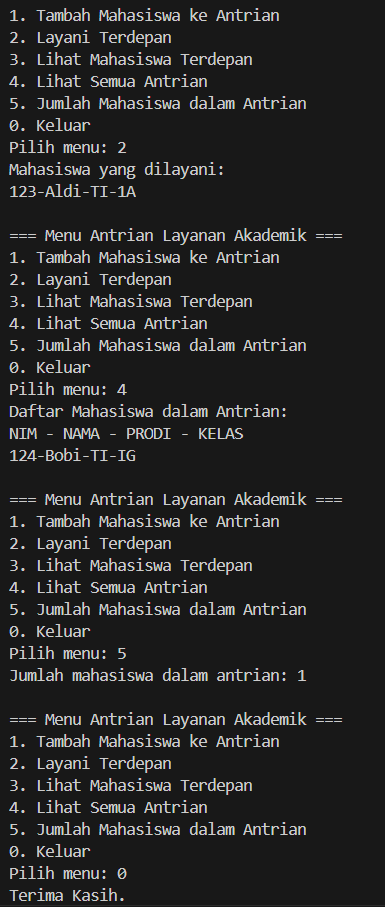 1. Tambah Mahasiswa ke Antrian
2. Layani Terdepan
3. Lihat Mahasiswa Terdepan
4. Lihat Semua Antrian
5. Jumlah Mahasiswa dalam Antrian
0. Keluar
Pilih menu: 2
Mahasiswa yang dilayani:
123-Aldi-TI-1A

=== Menu Antrian Layanan Akademik ===
1. Tambah Mahasiswa ke Antrian
2. Layani Terdepan
3. Lihat Mahasiswa Terdepan
4. Lihat Semua Antrian
5. Jumlah Mahasiswa dalam Antrian
0. Keluar
Pilih menu: 4
Daftar Mahasiswa dalam Antrian:
NIM - NAMA - PRODI - KELAS
124-Bobi-TI-IG

=== Menu Antrian Layanan Akademik ===
1. Tambah Mahasiswa ke Antrian
2. Layani Terdepan
3. Lihat Mahasiswa Terdepan
4. Lihat Semua Antrian
5. Jumlah Mahasiswa dalam Antrian
0. Keluar
Pilih menu: 5
Jumlah mahasiswa dalam antrian: 1

=== Menu Antrian Layanan Akademik ===
1. Tambah Mahasiswa ke Antrian
2. Layani Terdepan
3. Lihat Mahasiswa Terdepan
4. Lihat Semua Antrian
5. Jumlah Mahasiswa dalam Antrian
0. Keluar
Pilih menu: 0
Terima Kasih.